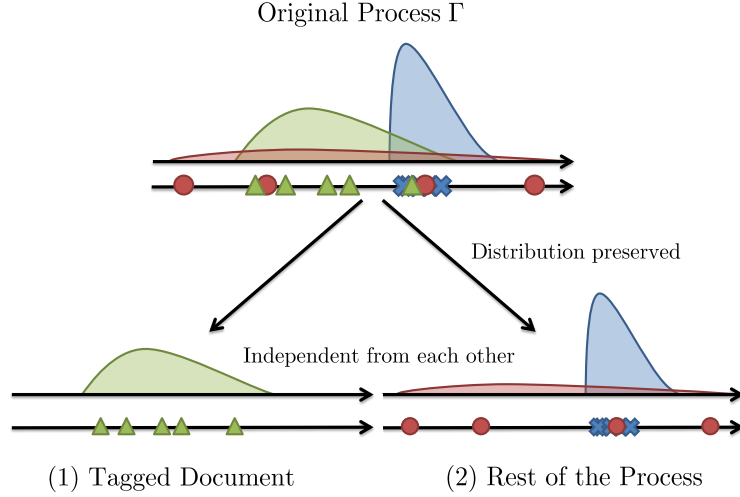 Original Process Γ
Distribution preserved
Independent from each other
(1) Tagged Document
(2) Rest of the Process